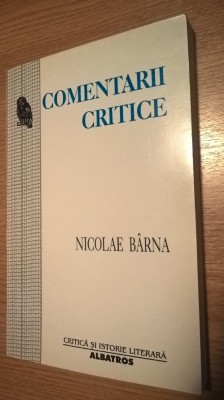 COMENTARII
CRITICE
NICOLAE BÂRNA
CRITICĂ ȘI ISTORIE LITERARĂ
ALBATROS